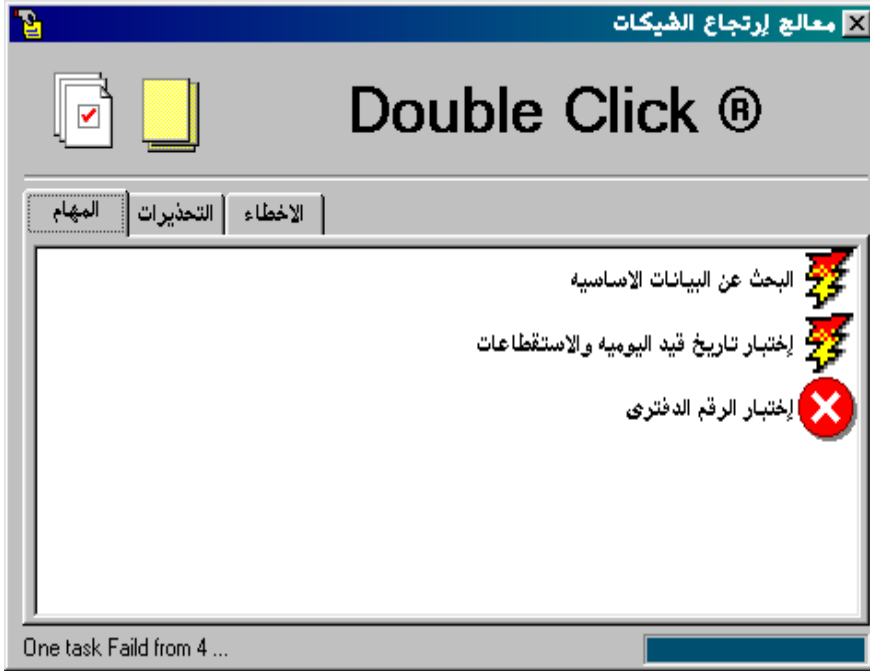 معالج إرتجاع الشيكات
Double Click ®
المهام
التحذيرات
الاخطاء
البحث عن البيانات الاساسيه
إختبار تاريخ قيد اليوميه والاستقطاعات
إختبار الرقم الدفترى
One task Faild from 4 ...